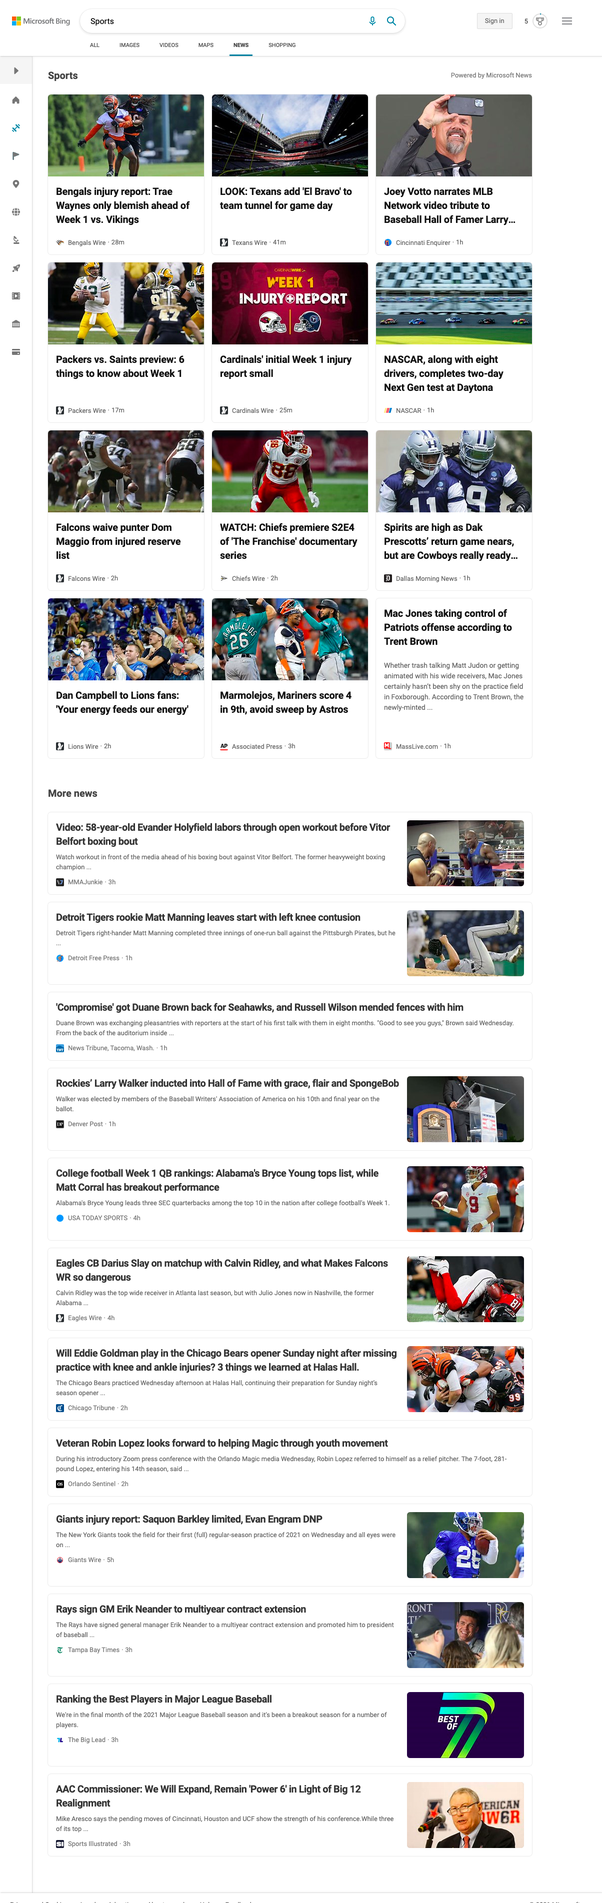 Microsoft Bing
Sports
Sign in
5
ALL
IMAGES
VIDEOS
MAPS
NEWS
SHOPPING
Sports
Powered by Microsoft News
Bengals injury report: Trae
Waynes only blemish ahead of
Week 1 vs. Vikings
Bengals Wire · 28m
LOOK: Texans add 'El Bravo' to
team tunnel for game day
Texans Wire · 41m
Joey Votto narrates MLB
Network video tribute to
Baseball Hall of Famer Larry...
Cincinnati Enquirer · 1h
Packers vs. Saints preview: 6
things to know about Week 1
Packers Wire · 17m
WEEK 1
INJURY REPORT
Cardinals' initial Week 1 injury
report small
Cardinals Wire · 25m
NASCAR, along with eight
drivers, completes two-day
Next Gen test at Daytona
NASCAR · 1h
Falcons waive punter Dom
Maggio from injured reserve
list
Falcons Wire · 2h
WATCH: Chiefs premiere S2E4
of 'The Franchise' documentary
series
Chiefs Wire · 2h
Spirits are high as Dak
Prescotts' return game nears,
but are Cowboys really ready...
Dallas Morning News · 1h
Dan Campbell to Lions fans:
'Your energy feeds our energy'
Lions Wire · 2h
Marmolejos, Mariners score 4
in 9th, avoid sweep by Astros
AP Associated Press · 3h
Mac Jones taking control of
Patriots offense according to
Trent Brown
Whether trash talking Matt Judon or getting
animated with his wide receivers, Mac Jones
certainly hasn't been shy on the practice field
in Foxborough. According to Trent Brown, the
newly-minted ...
MassLive.com · 1h
More news
Video: 58-year-old Evander Holyfield labors through open workout before Vitor
Belfort boxing bout
Watch workout in front of the media ahead of his boxing bout against Vitor Belfort. The former heavyweight boxing
champion ...
MMAJunkie · 3h
Detroit Tigers rookie Matt Manning leaves start with left knee contusion
Detroit Tigers right-hander Matt Manning completed three innings of one-run ball against the Pittsburgh Pirates, but he
...
Detroit Free Press · 1h
'Compromise' got Duane Brown back for Seahawks, and Russell Wilson mended fences with him
Duane Brown was exchanging pleasantries with reporters at the start of his first talk with them in eight months. "Good to see you guys," Brown said Wednesday.
From the back of the auditorium inside ...
News Tribune, Tacoma, Wash. · 1h
Rockies' Larry Walker inducted into Hall of Fame with grace, flair and SpongeBob
Walker was elected by members of the Baseball Writers' Association of America on his 10th and final year on the
ballot.
Denver Post · 1h
College football Week 1 QB rankings: Alabama's Bryce Young tops list, while
Matt Corral has breakout performance
Alabama's Bryce Young leads three SEC quarterbacks among the top 10 in the nation after college football's Week 1.
USA TODAY SPORTS · 4h
Eagles CB Darius Slay on matchup with Calvin Ridley, and what Makes Falcons
WR so dangerous
Calvin Ridley was the top wide receiver in Atlanta last season, but with Julio Jones now in Nashville, the former
Alabama ...
Eagles Wire · 4h
Will Eddie Goldman play in the Chicago Bears opener Sunday night after missing
practice with knee and ankle injuries? 3 things we learned at Halas Hall.
The Chicago Bears practiced Wednesday afternoon at Halas Hall, continuing their preparation for Sunday night's
season opener ...
Chicago Tribune · 2h
Veteran Robin Lopez looks forward to helping Magic through youth movement
During his introductory Zoom press conference with the Orlando Magic media Wednesday, Robin Lopez referred to himself as a relief pitcher. The 7-foot, 281-
pound Lopez, entering his 14th season, said ...
Orlando Sentinel · 2h
Giants injury report: Saquon Barkley limited, Evan Engram DNP
The New York Giants took the field for their first (full) regular-season practice of 2021 on Wednesday and all eyes were
on ...
Giants Wire · 5h
Rays sign GM Erik Neander to multiyear contract extension
The Rays have signed general manager Erik Neander to a multiyear contract extension and promoted him to president
of baseball ...
Tampa Bay Times · 3h
Ranking the Best Players in Major League Baseball
We're in the final month of the 2021 Major League Baseball season and it's been a breakout season for a number of
players.
The Big Lead · 3h
BEST
OF
AAC Commissioner: We Will Expand, Remain 'Power 6' in Light of Big 12
Realignment
Mike Aresco says the pending moves of Cincinnati, Houston and UCF show the strength of his conference.While three
of its top ...
Sports Illustrated · 3h